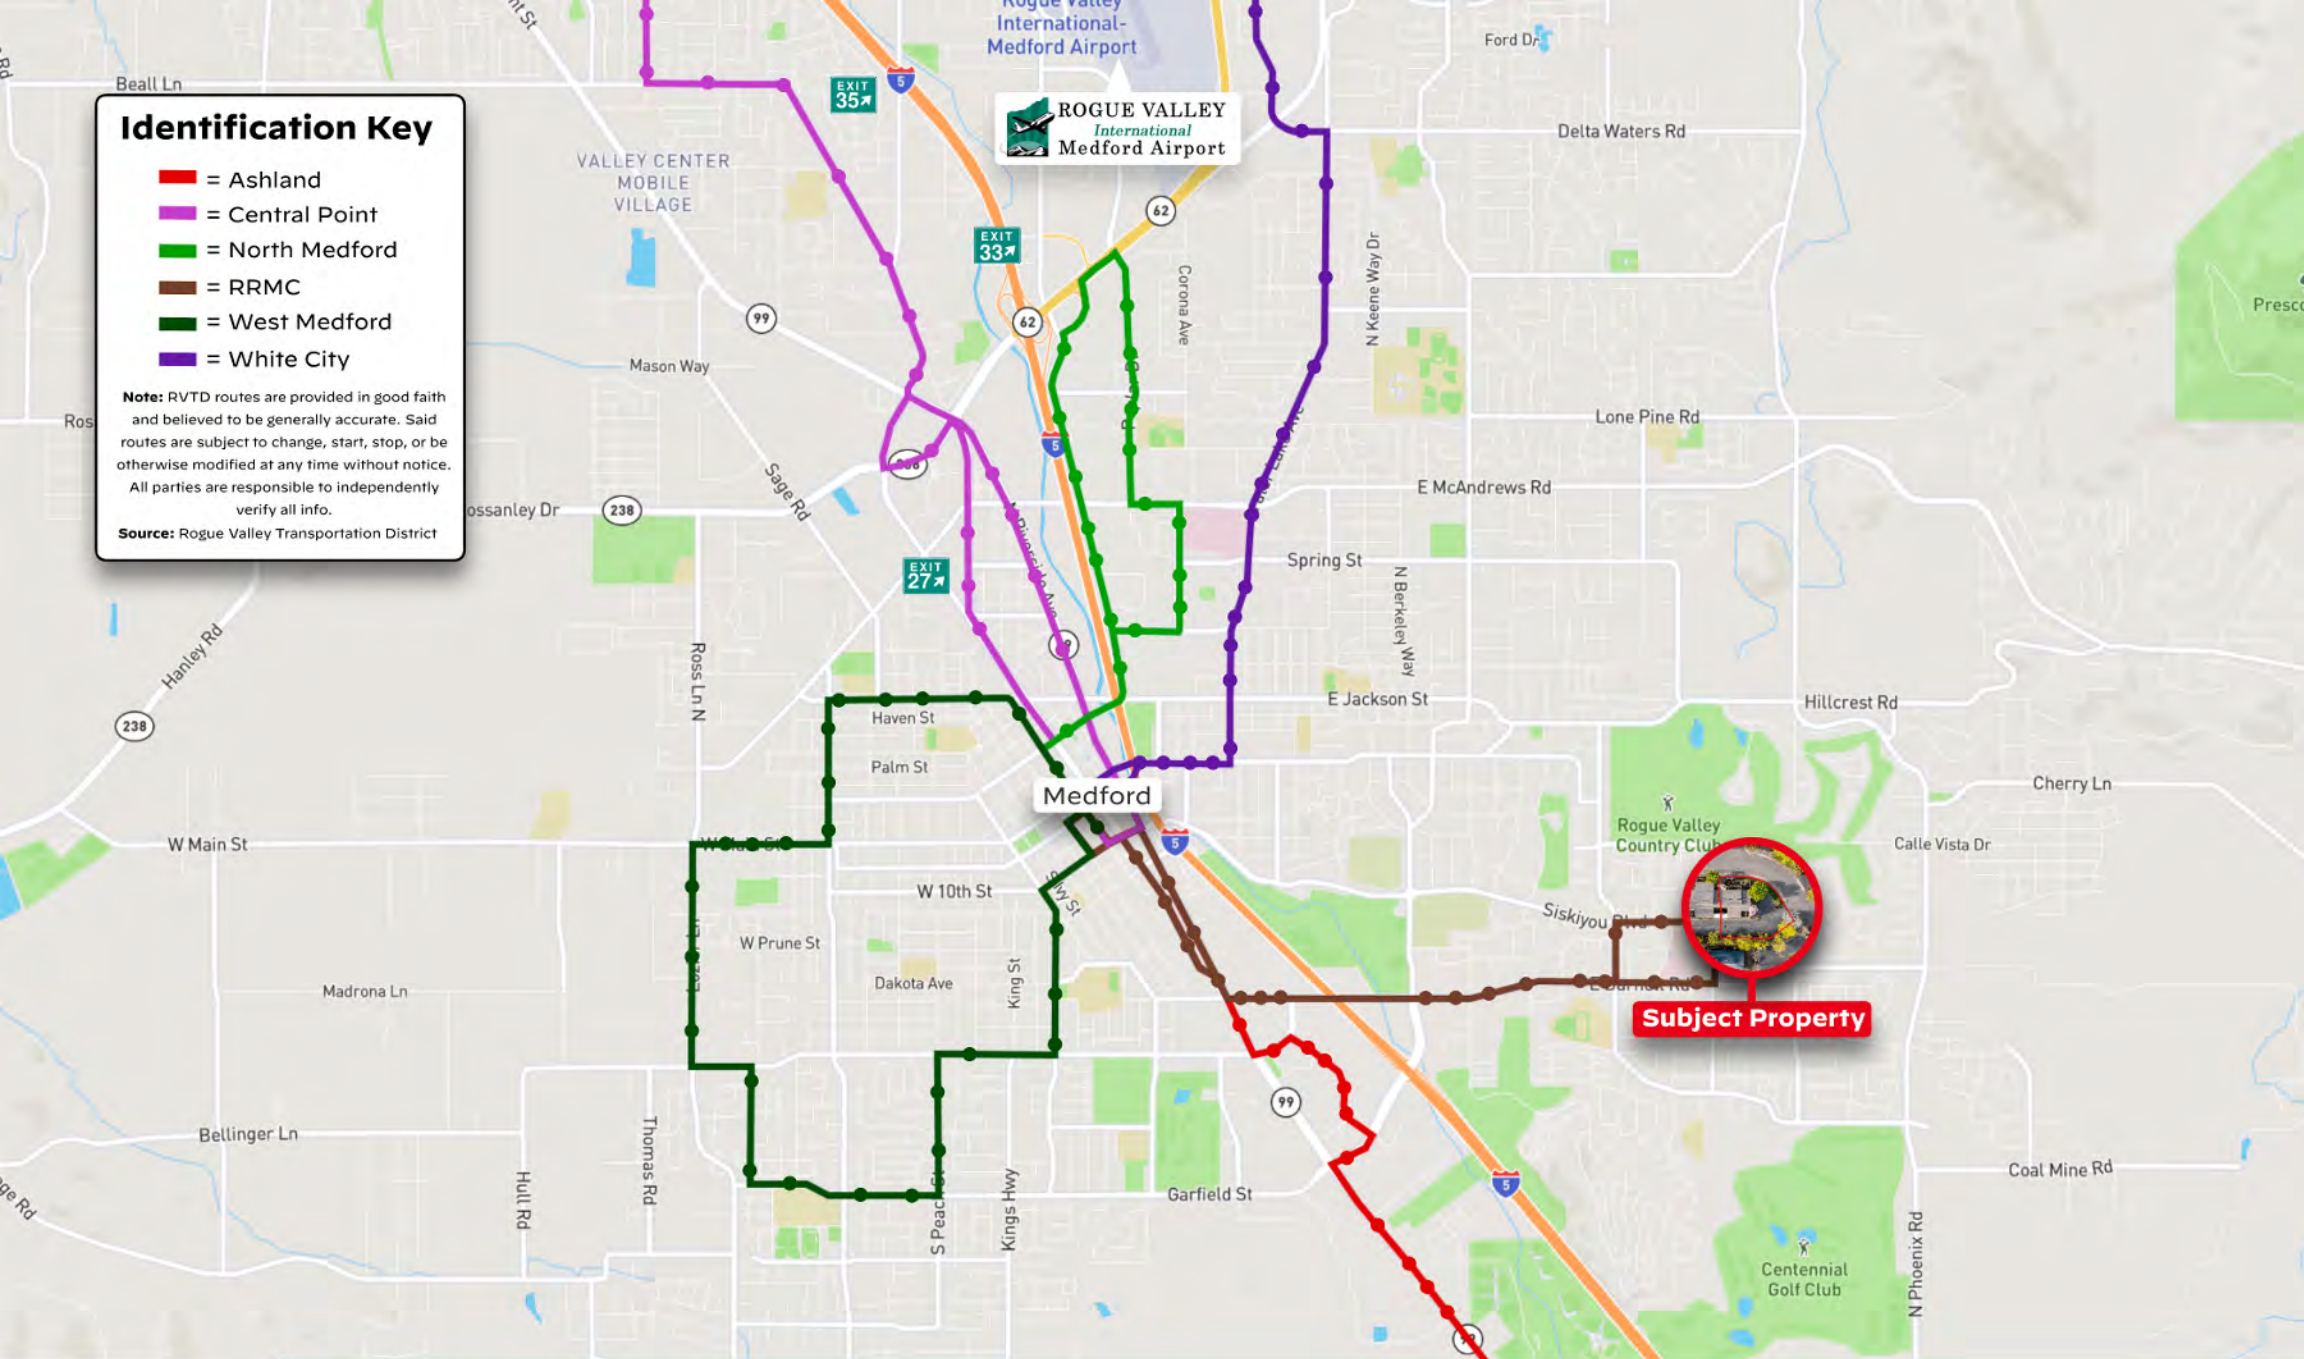 Rogue Valley
International-
Medford Airport
Ford Dr
Beall Ln
EXIT
35
5
ROGUE VALLEY
International
Medford Airport
Delta Waters Rd
Identification Key
= Ashland
= Central Point
= North Medford
= RRMC
= West Medford
= White City
Note: RVTD routes are provided in good faith
and believed to be generally accurate. Said
routes are subject to change, start, stop, or be
otherwise modified at any time without notice.
All parties are responsible to independently
verify all info.
Source: Rogue Valley Transportation District
VALLEY CENTER
MOBILE
VILLAGE
62
EXIT
33
N Keene Way Dr
Corona Ave
99
62
Mason Way
Lone Pine Rd
5
238
Sage Rd
E McAndrews Rd
238
EXIT
27
N Riverside Ave
Spring St
N Berkeley Way
Hanley Rd
Ross Ln N
E Jackson St
Hillcrest Rd
238
Haven St
Palm St
Medford
Cherry Ln
Rogue Valley
Country Club
Calle Vista Dr
5
W Main St
W Main St
W 10th St
Siskiyou Blvd
W Prune St
Dakota Ave
King St
Madrona Ln
E Barnett Rd
Subject Property
99
Bellinger Ln
Thomas Rd
Hull Rd
S Peach St
Kings Hwy
Garfield St
5
Coal Mine Rd
N Phoenix Rd
Centennial
Golf Club
99